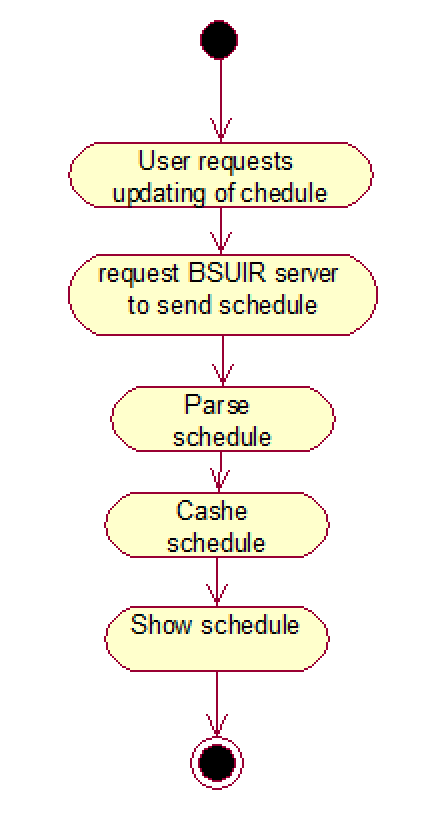 User requests
updating of chedule
request BSUIR server
to send schedule
Parse
schedule
Cashe
schedule
Show schedule